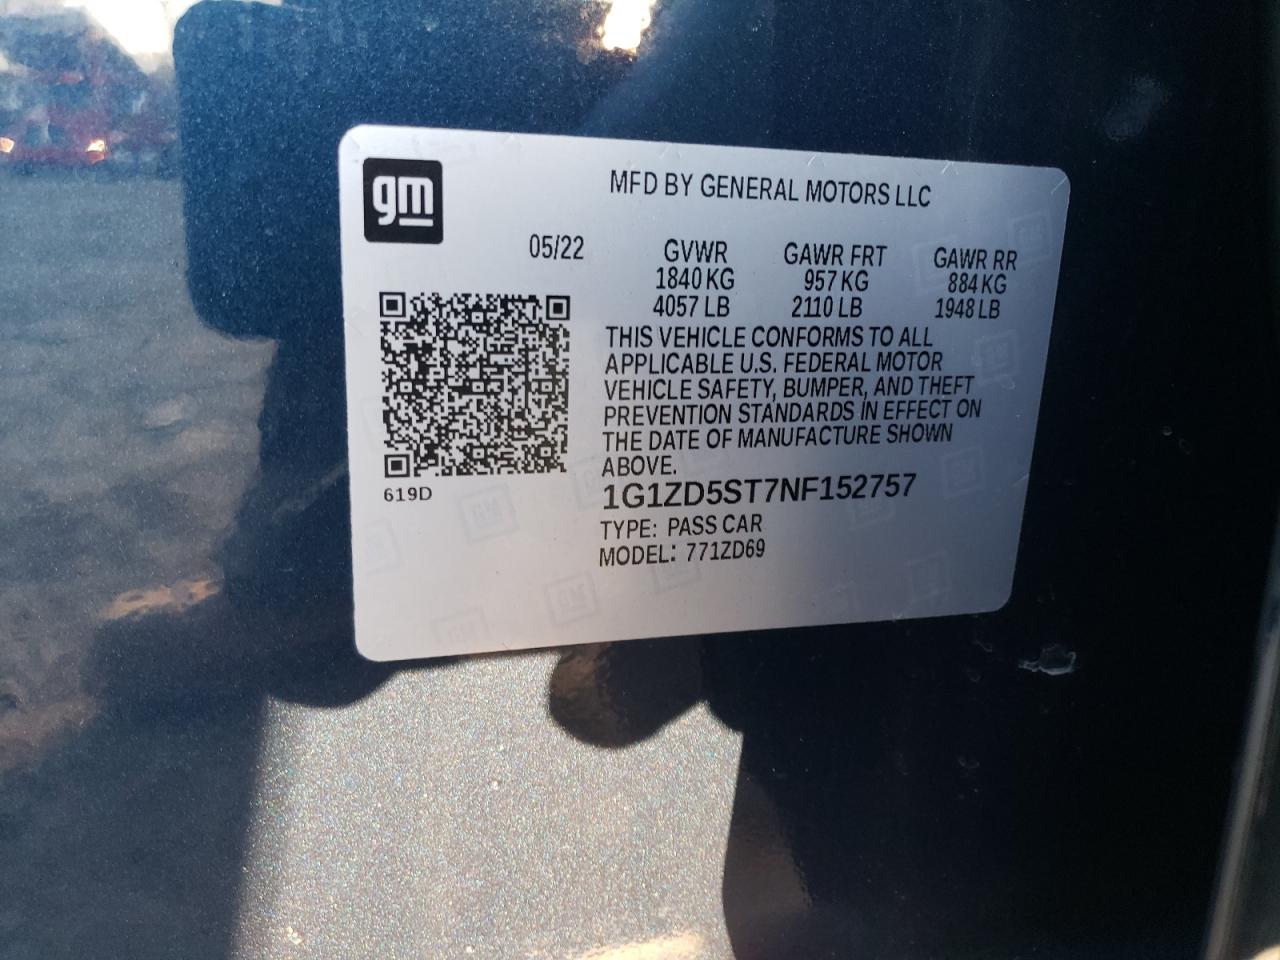 gm
MFD BY GENERAL MOTORS LLC
05/22 GVWR GAWR FRT GAWR RR
1840 KG 957 KG 884 KG
4057 LB 2110 LB 1948 LB
THIS VEHICLE CONFORMS TO ALL
APPLICABLE U.S. FEDERAL MOTOR
VEHICLE SAFETY, BUMPER, AND THEFT
PREVENTION STANDARDS IN EFFECT ON
THE DATE OF MANUFACTURE SHOWN
ABOVE.
619D
1G1ZD5ST7NF152757
TYPE: PASS CAR
MODEL: 771ZD69